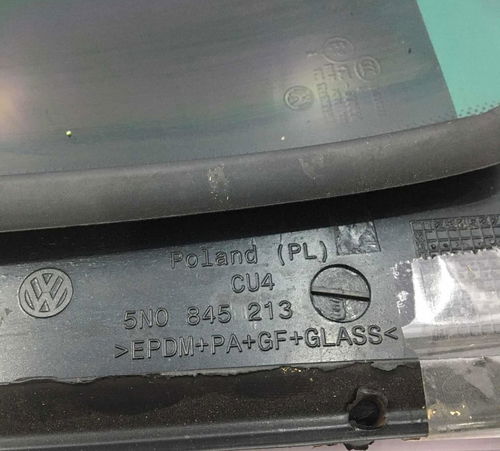 Poland (PL)
CU4
5N0 845 213
>EPDM+PA+GF+GLASS<